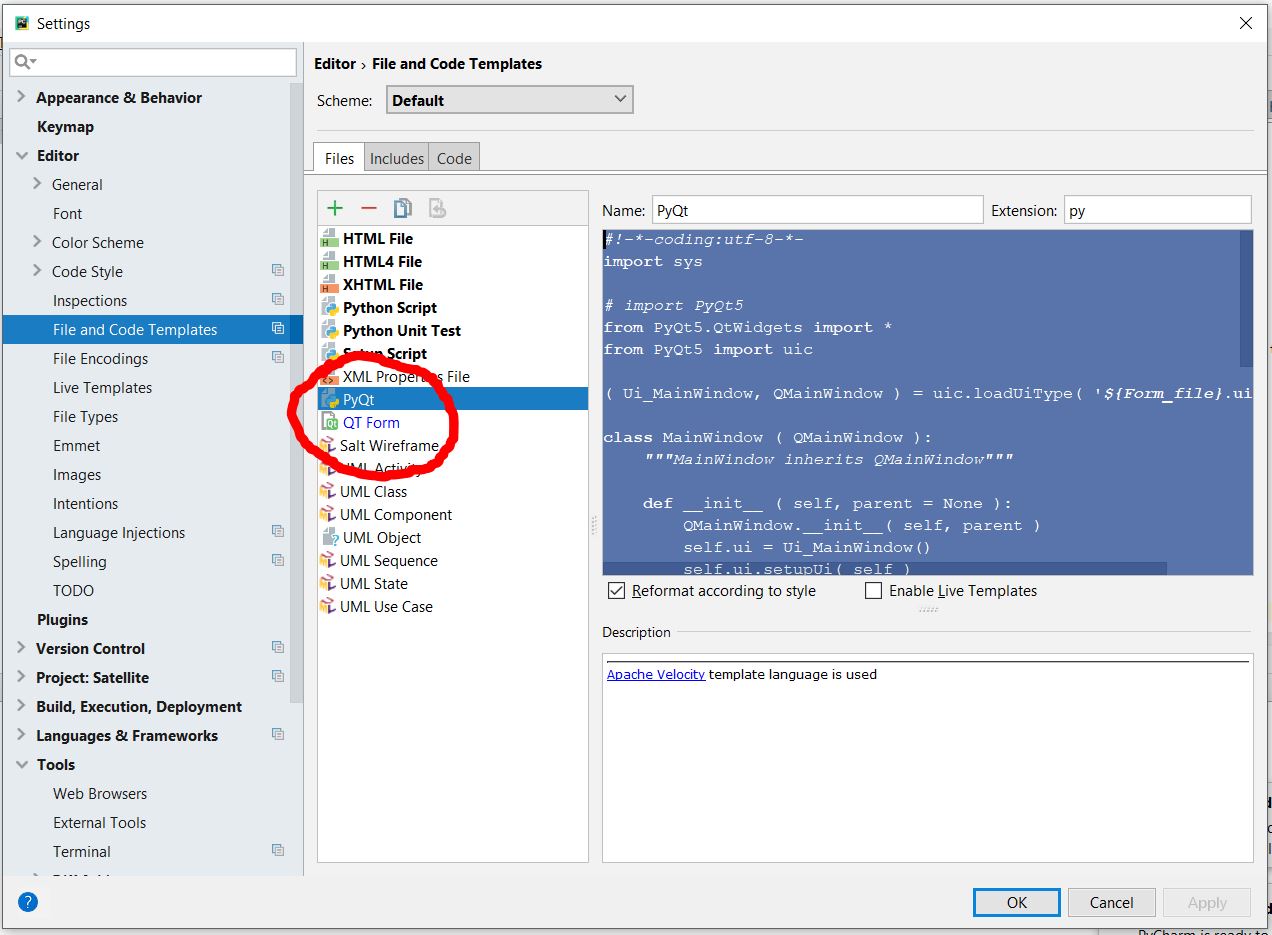 Settings
Appearance & Behavior
Keymap
Editor
General
Font
Color Scheme
Code Style
Inspections
File and Code Templates
File Encodings
Live Templates
File Types
Emmet
Images
Intentions
Language Injections
Spelling
TODO
Plugins
Version Control
Project: Satellite
Build, Execution, Deployment
Languages & Frameworks
Tools
Web Browsers
External Tools
Terminal
?
Editor › File and Code Templates
Scheme: Default
Files Includes Code
HTML File
HTML4 File
XHTML File
Python Script
Python Unit Test
Setup Script
XML Properties File
PyQt
QT Form
Salt Wireframe
UML Activity
UML Class
UML Component
UML Object
UML Sequence
UML State
UML Use Case
Name: PyQt Extension: py
#!-*-coding:utf-8-*-
import sys
# import PyQt5
from PyQt5.QtWidgets import *
from PyQt5 import uic
( Ui_MainWindow, QMainWindow ) = uic.loadUiType( '${Form_file}.ui
class MainWindow ( QMainWindow ):
"""MainWindow inherits QMainWindow"""
def __init__ ( self, parent = None ):
QMainWindow.__init__( self, parent )
self.ui = Ui_MainWindow()
self.ui.setupUi( self )
Reformat according to style Enable Live Templates
Description
Apache Velocity template language is used
OK Cancel Apply
PyCharm is ready to